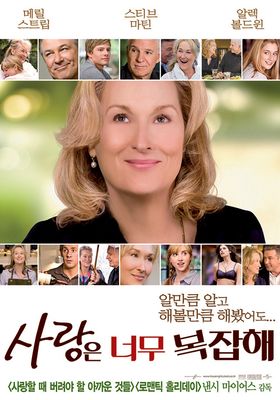 메릴 스트립
스티브 마틴
알렉 볼드윈
알만큼 알고
해볼만큼 해봤어도...
사랑은 너무 복잡해
<사랑할 때 버려야 할 아까운 것들> <로맨틱 홀리데이> 낸시 마이어스 감독